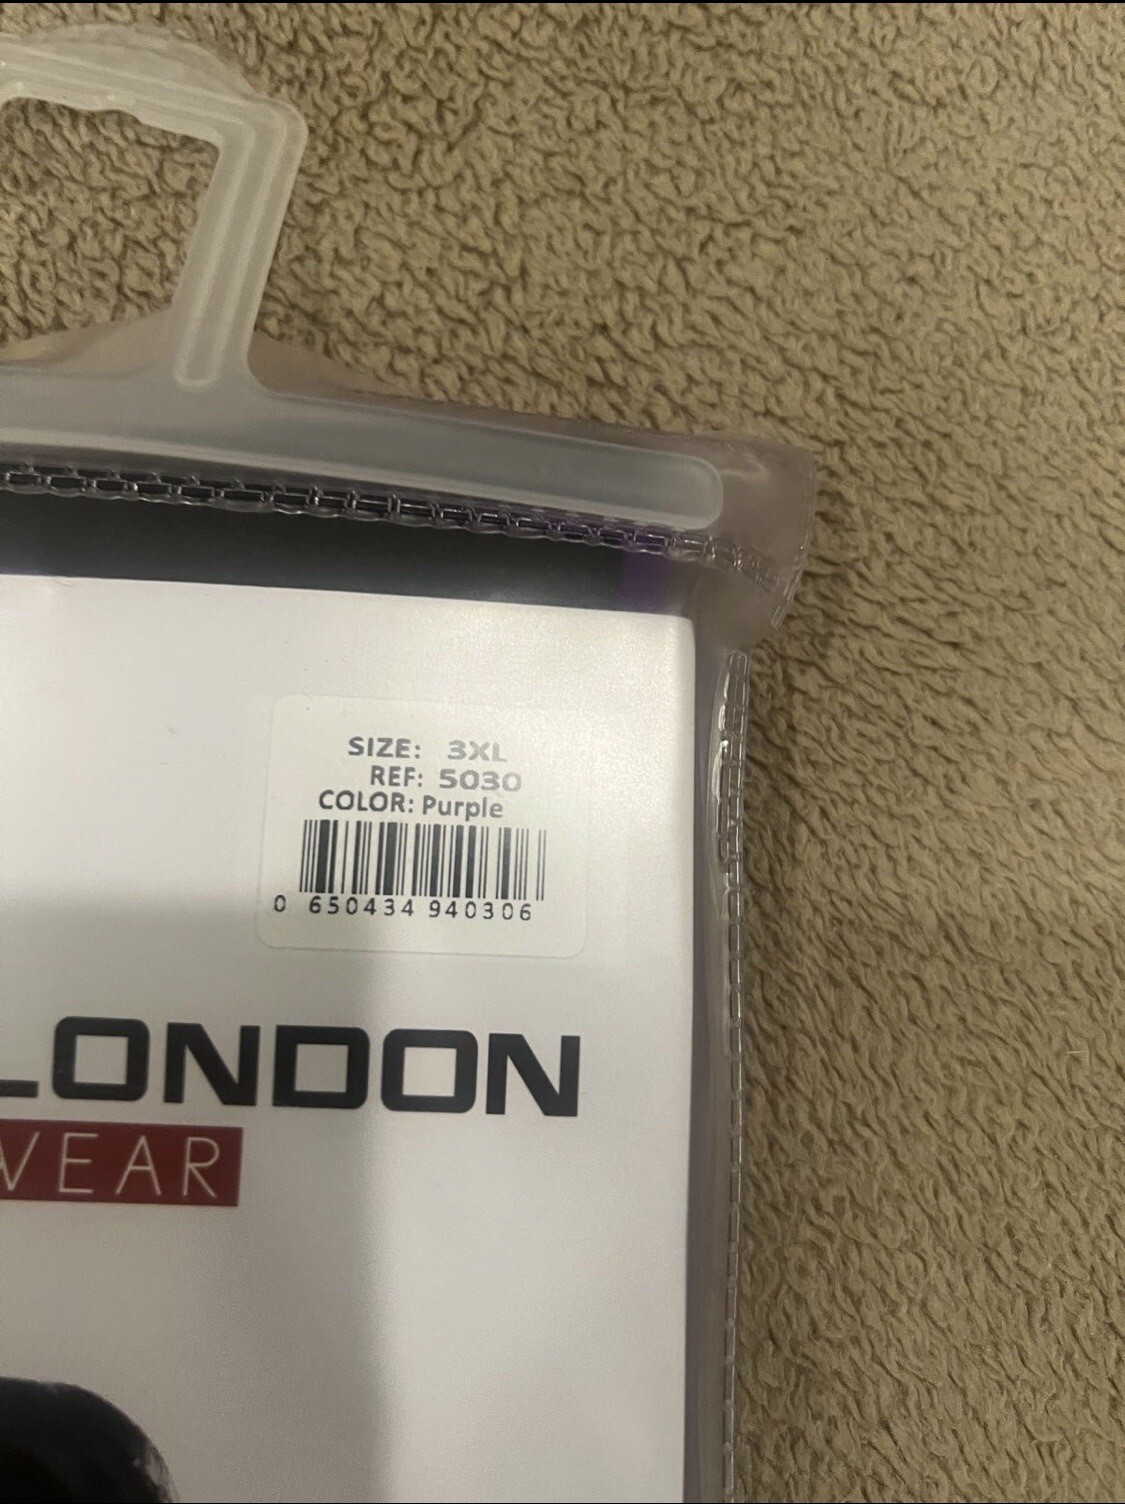 SIZE: 3XL
REF: 5030
COLOR: Purple
0 650434 940306
LONDON
WEAR